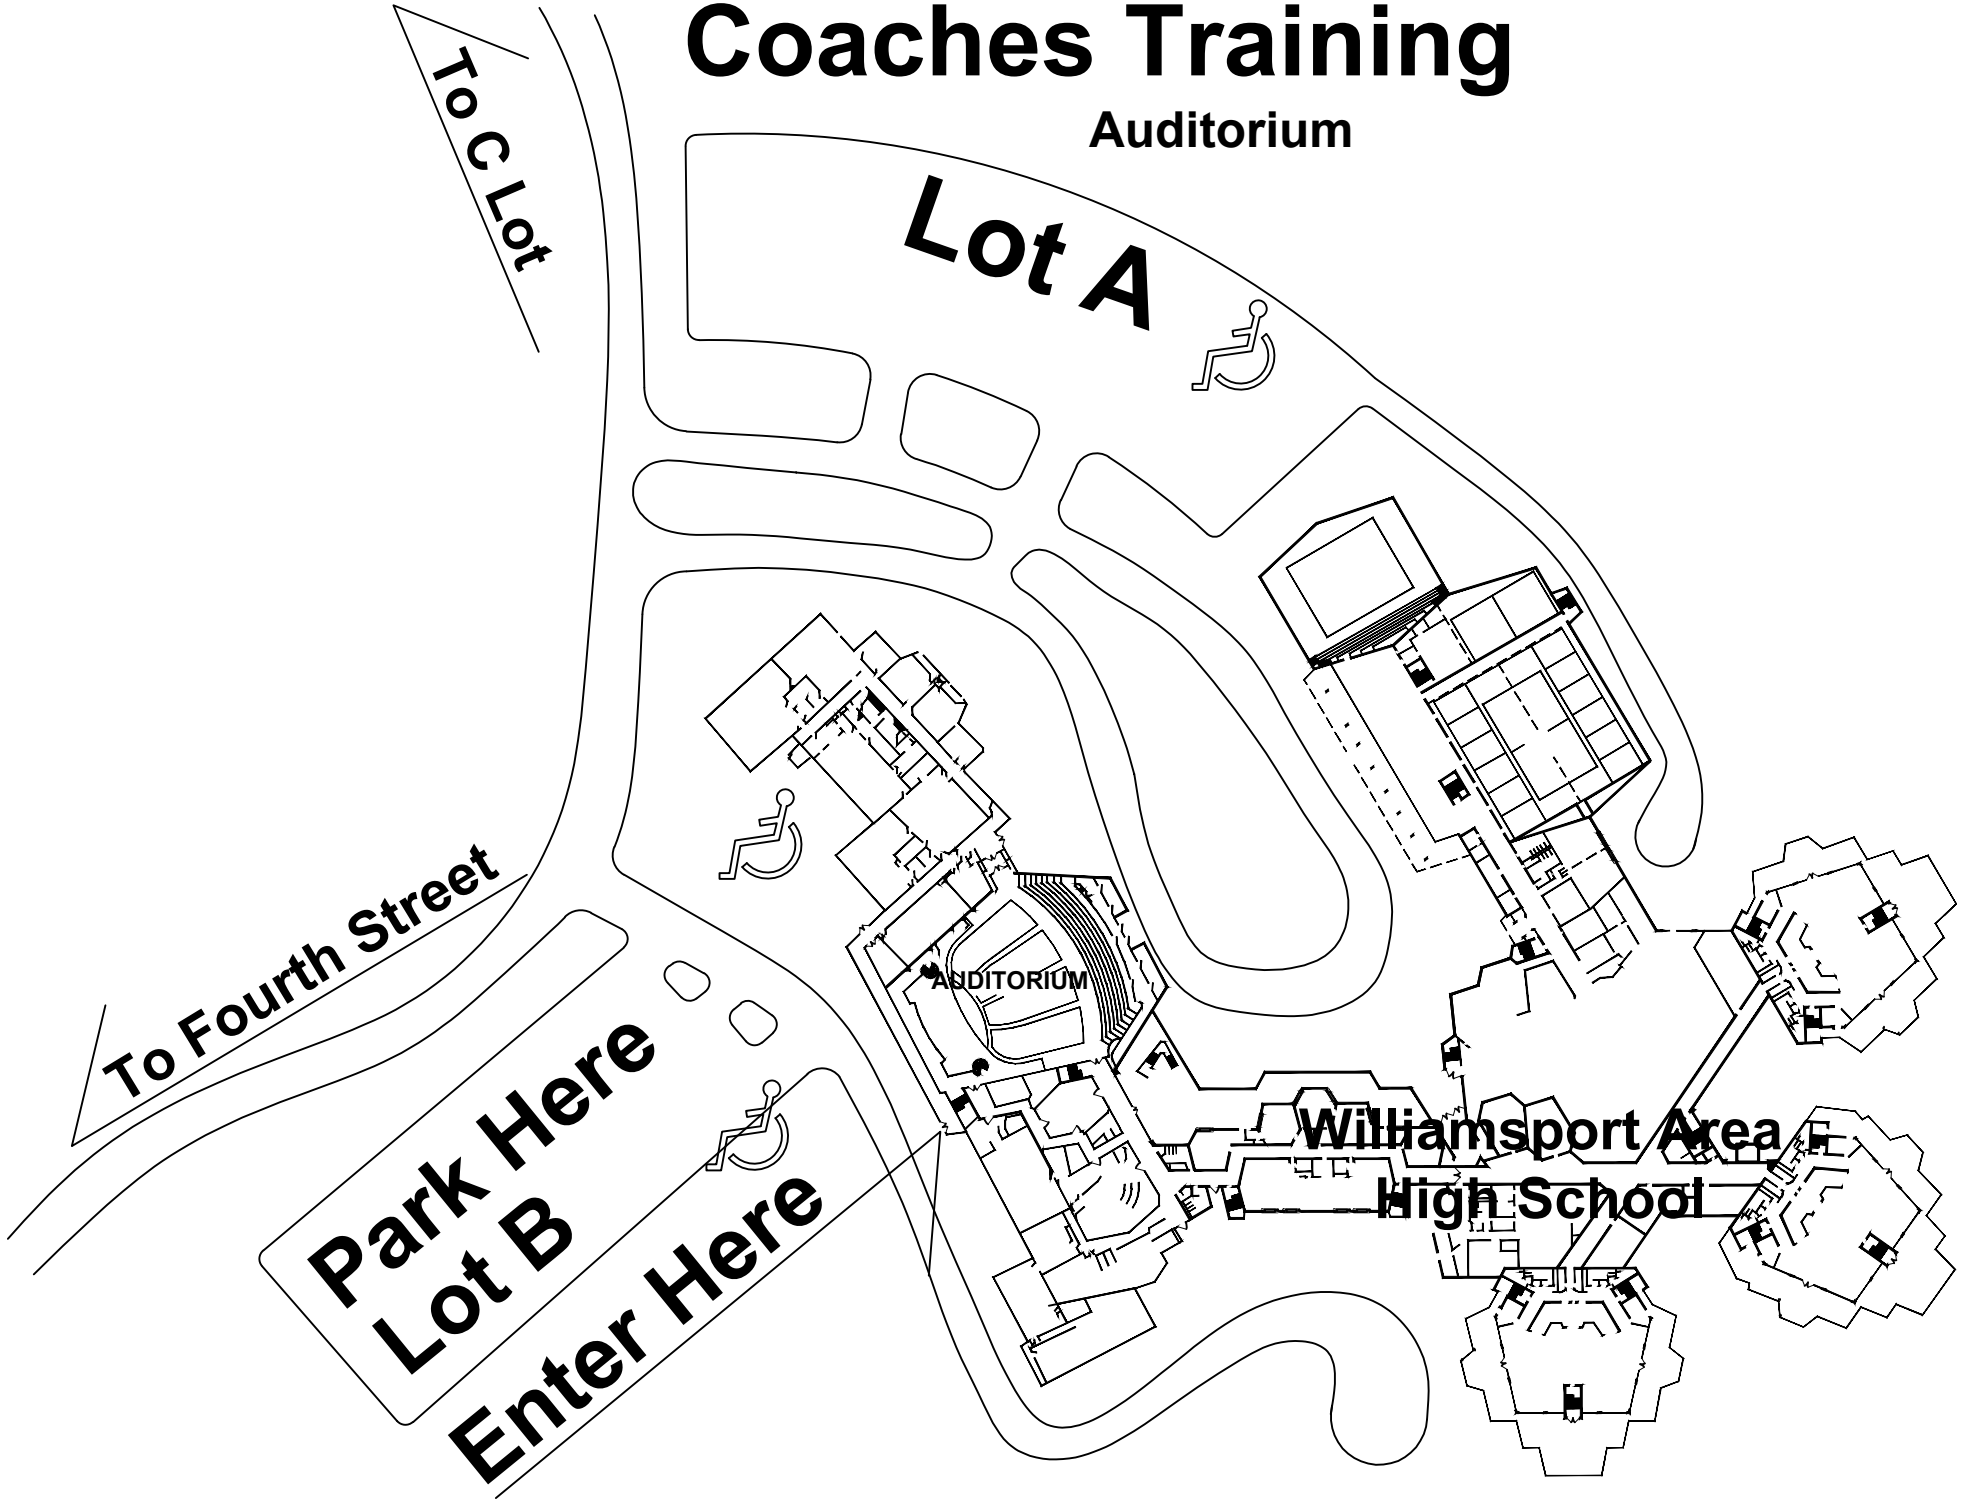 Coaches Training
Auditorium
To C Lot
Lot A
To Fourth Street
AUDITORIUM
Park Here
Lot B
Enter Here
Williamsport Area
High School